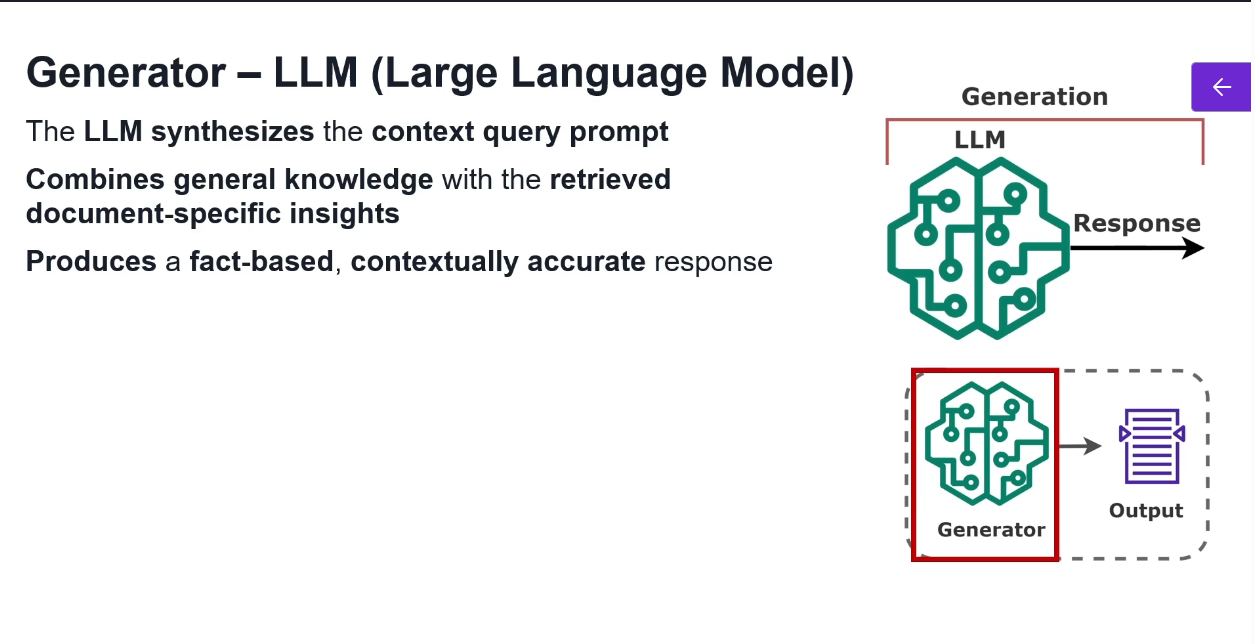 Generator – LLM (Large Language Model)
The LLM synthesizes the context query prompt
Combines general knowledge with the retrieved
document-specific insights
Produces a fact-based, contextually accurate response
Generation
LLM
Response
Generator
Output